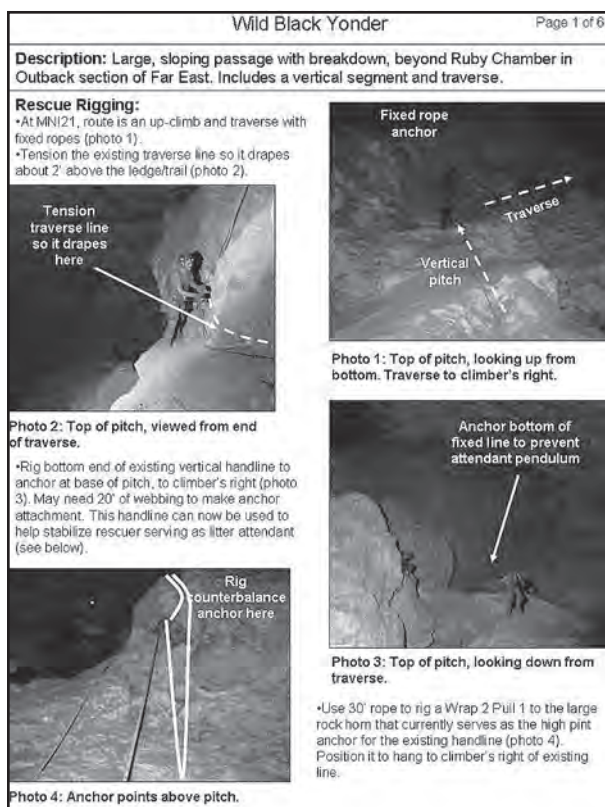 Wild Black Yonder
Page 1 of 6
Description: Large, sloping passage with breakdown, beyond Ruby Chamber in
Outback section of Far East. Includes a vertical segment and traverse.
Rescue Rigging:
•At MNI21, route is an up-climb and traverse with
fixed ropes (photo 1).
•Tension the existing traverse line so it drapes
about 2' above the ledge/trail (photo 2).
Tension
traverse line
so it drapes
here
Photo 2: Top of pitch, viewed from end
of traverse.
•Rig bottom end of existing vertical handline to
anchor at base of pitch, to climber's right (photo
3). May need 20' of webbing to make anchor
attachment. This handline can now be used to
help stabilize rescuer serving as litter attendant
(see below).
Rig
counterbalance
anchor here
Photo 4: Anchor points above pitch.
Fixed rope
anchor
Traverse
Vertical
pitch
Photo 1: Top of pitch, looking up from
bottom. Traverse to climber's right.
Anchor bottom of
fixed line to prevent
attendant pendulum
Photo 3: Top of pitch, looking down from
traverse.
•Use 30' rope to rig a Wrap 2 Pull 1 to the large
rock horn that currently serves as the high pint
anchor for the existing handline (photo 4).
Position it to hang to climber's right of existing
line.